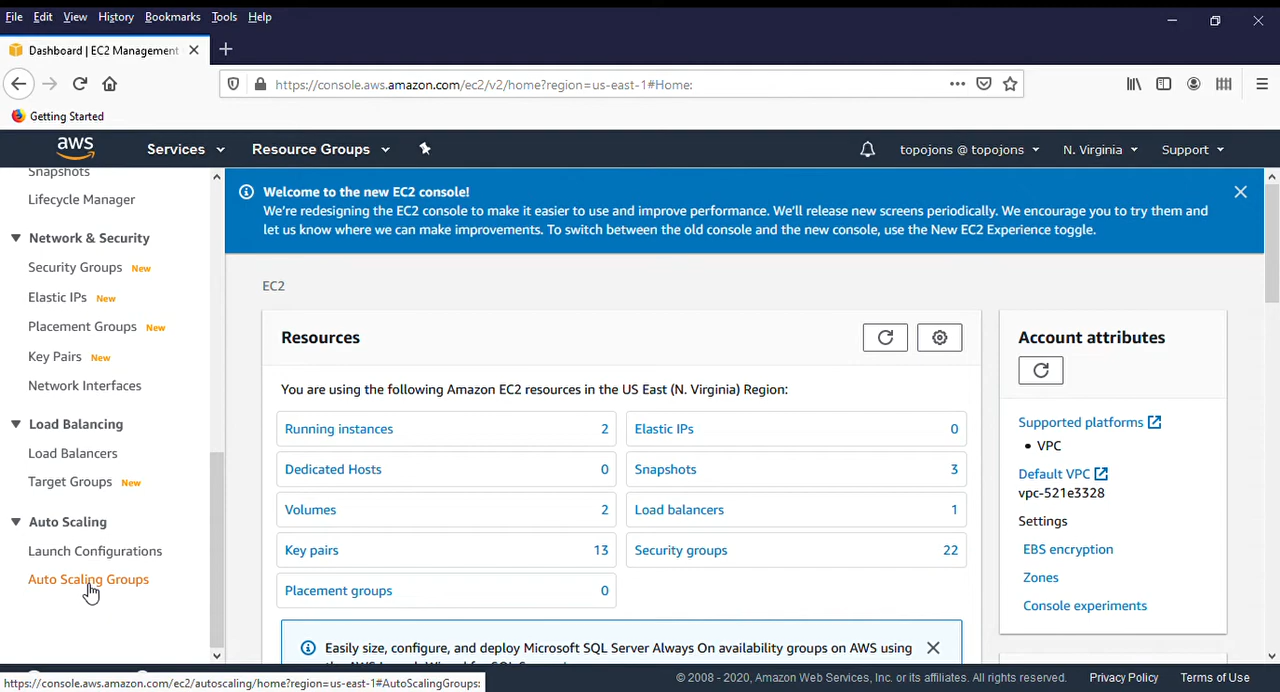 File Edit View History Bookmarks Tools Help
Dashboard | EC2 Management
https://console.aws.amazon.com/ec2/v2/home?region=us-east-1#Home:
Getting Started
aws Services Resource Groups topojons @ topojons N. Virginia Support
Snapshots
Lifecycle Manager
Network & Security
Security Groups New
Elastic IPs New
Placement Groups New
Key Pairs New
Network Interfaces
Load Balancing
Load Balancers
Target Groups New
Auto Scaling
Launch Configurations
Auto Scaling Groups
Welcome to the new EC2 console!
We're redesigning the EC2 console to make it easier to use and improve performance. We'll release new screens periodically. We encourage you to try them and
let us know where we can make improvements. To switch between the old console and the new console, use the New EC2 Experience toggle.
EC2
Resources
You are using the following Amazon EC2 resources in the US East (N. Virginia) Region:
Running instances 2
Elastic IPs 0
Dedicated Hosts 0
Snapshots 3
Volumes 2
Load balancers 1
Key pairs 13
Security groups 22
Placement groups 0
Easily size, configure, and deploy Microsoft SQL Server Always On availability groups on AWS using
Account attributes
Supported platforms
• VPC
Default VPC
vpc-521e3328
Settings
EBS encryption
Zones
Console experiments
https://console.aws.amazon.com/ec2/autoscaling/home?region=us-east-1#AutoScalingGroups:
© 2008 - 2020, Amazon Web Services, Inc. or its affiliates. All rights reserved. Privacy Policy Terms of Use